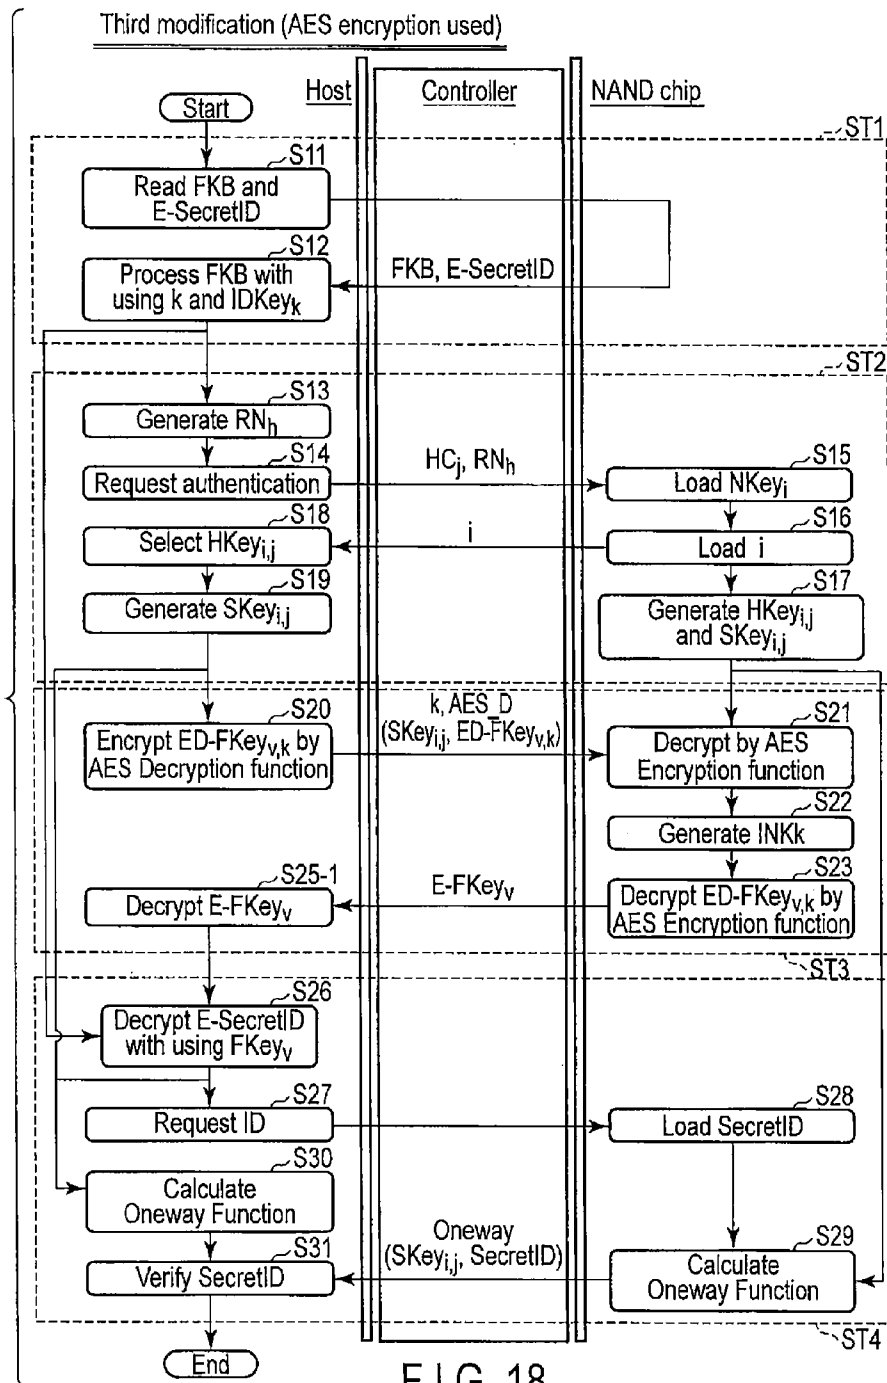 Third modification (AES encryption used)
Host
Controller
NAND chip
Start
ST1
S11
Read FKB and
E-SecretID
S12
Process FKB with
using k and IDKeyk
FKB, E-SecretID
ST2
S13
Generate RNh
S14
Request authentication
HCj, RNh
S15
Load NKeyi
S18
Select HKeyi,j
i
S16
Load i
S19
Generate SKeyi,j
S17
Generate HKeyi,j
and SKeyi,j
S20
Encrypt ED-FKeyv,k by
AES Decryption function
k, AES_D
(SKeyi,j, ED-FKeyv,k)
S21
Decrypt by AES
Encryption function
S22
Generate INKk
S25-1
Decrypt E-FKeyv
E-FKeyv
S23
Decrypt ED-FKeyv,k by
AES Encryption function
ST3
S26
Decrypt E-SecretID
with using FKeyv
S27
Request ID
S28
Load SecretID
S30
Calculate
Oneway Function
S31
Verify SecretID
Oneway
(SKeyi,j, SecretID)
S29
Calculate
Oneway Function
ST4
End
FIG. 18